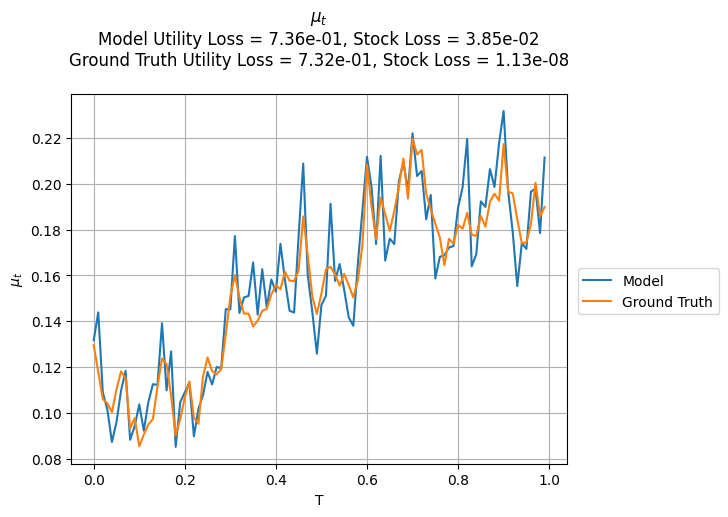 μt
Model Utility Loss = 7.36e-01, Stock Loss = 3.85e-02
Ground Truth Utility Loss = 7.32e-01, Stock Loss = 1.13e-08
μt
0.22
0.20
0.18
0.16
0.14
0.12
0.10
0.08
0.0 0.2 0.4 0.6 0.8 1.0
T
Model
Ground Truth